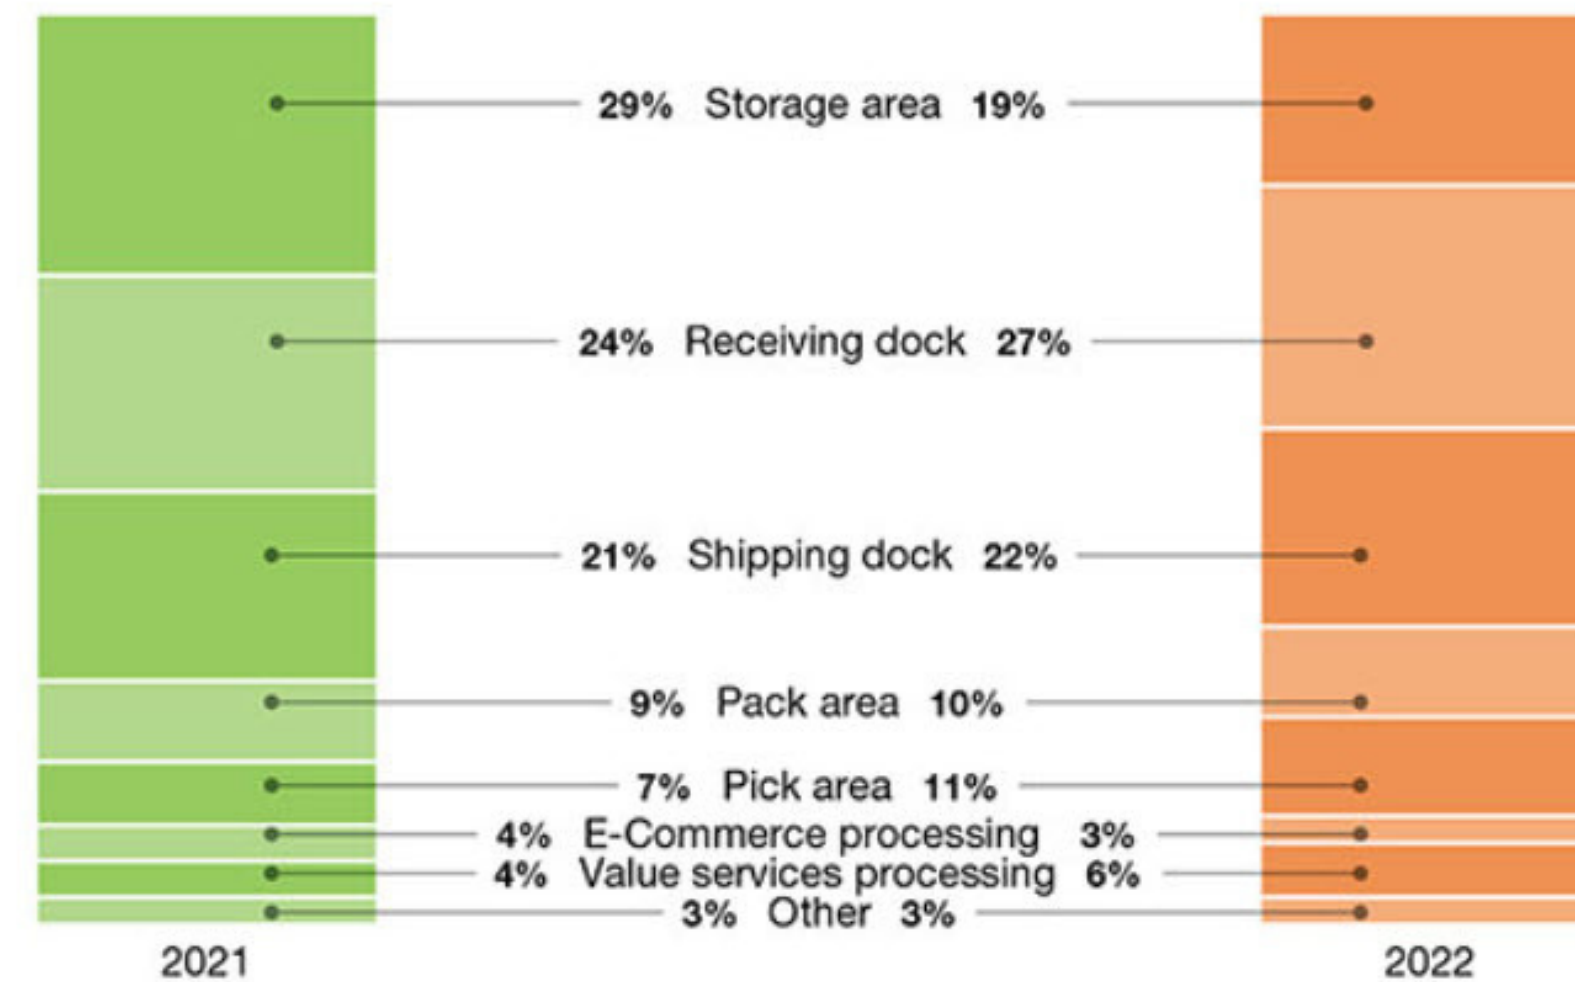 29% Storage area 19%
24% Receiving dock 27%
21% Shipping dock 22%
9% Pack area 10%
7% Pick area 11%
4% E-Commerce processing 3%
4% Value services processing 6%
3% Other 3%
2021 2022